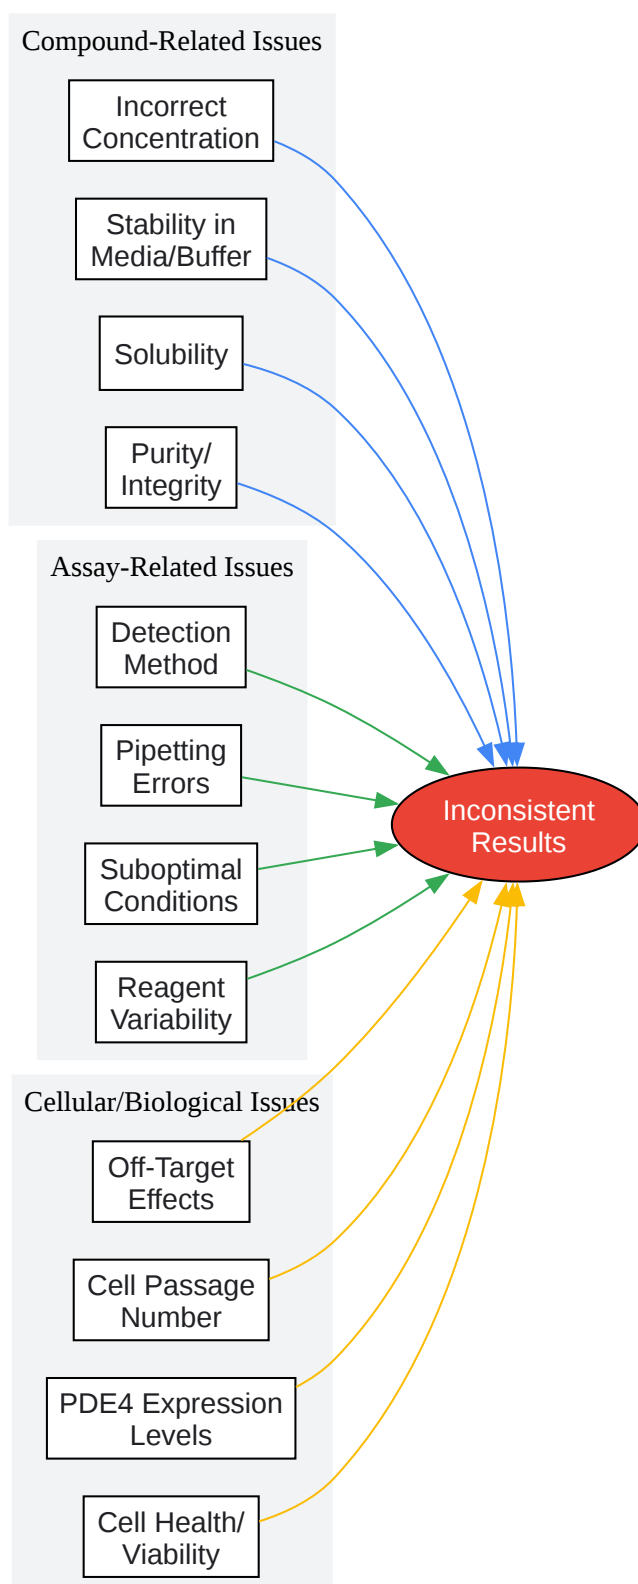 Compound-Related Issues
Incorrect
Concentration
Stability in
Media/Buffer
Solubility
Purity/
Integrity
Assay-Related Issues
Detection
Method
Pipetting
Errors
Suboptimal
Conditions
Reagent
Variability
Inconsistent
Results
Cellular/Biological Issues
Off-Target
Effects
Cell Passage
Number
PDE4 Expression
Levels
Cell Health/
Viability